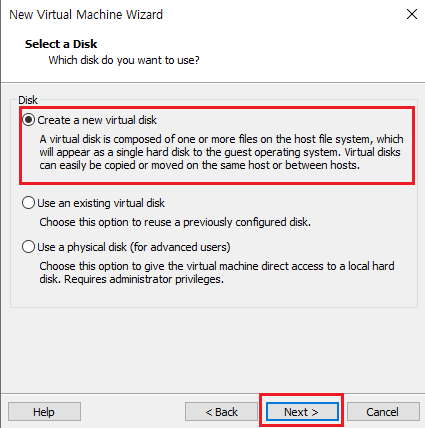 New Virtual Machine Wizard
Select a Disk
Which disk do you want to use?
Disk
Create a new virtual disk
A virtual disk is composed of one or more files on the host file system, which
will appear as a single hard disk to the guest operating system. Virtual disks
can easily be copied or moved on the same host or between hosts.
Use an existing virtual disk
Choose this option to reuse a previously configured disk.
Use a physical disk (for advanced users)
Choose this option to give the virtual machine direct access to a local hard
disk. Requires administrator privileges.
Help
< Back
Next >
Cancel